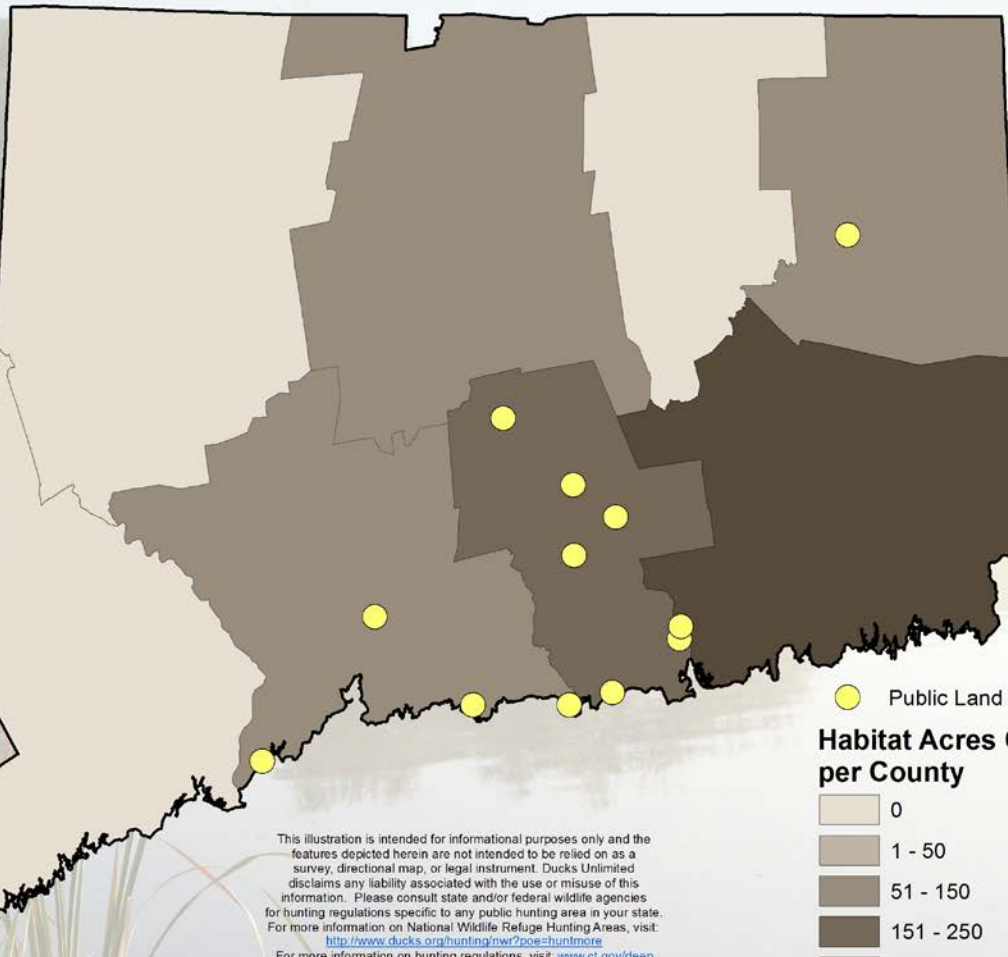 Public Land
Habitat Acres
per County
0
1 - 50
51 - 150
151 - 250
This illustration is intended for informational purposes only and the
features depicted herein are not intended to be relied on as a
survey, directional map, or legal instrument. Ducks Unlimited
disclaims any liability associated with the use or misuse of this
information. Please consult state and/or federal wildlife agencies
for hunting regulations specific to any public hunting area in your state.
For more information on National Wildlife Refuge Hunting Areas, visit:
http://www.ducks.org/hunting/nwr?poe=huntmore
For more information on hunting regulations, visit: www.ct.gov/deep